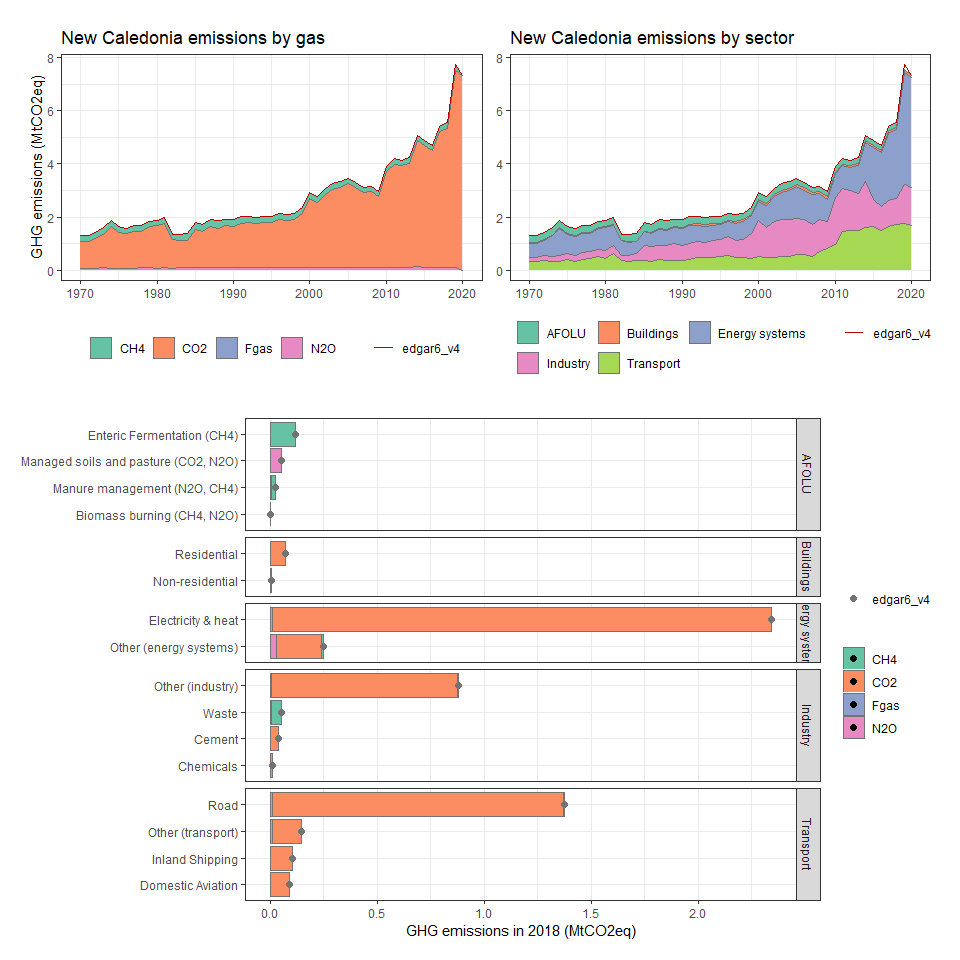 New Caledonia emissions by gas
GHG emissions (MtCO2eq)
8
6
4
2
0
1970 1980 1990 2000 2010 2020
CH4 CO2 Fgas N2O edgar6_v4
New Caledonia emissions by sector
8
6
4
2
0
1970 1980 1990 2000 2010 2020
AFOLU Buildings Energy systems edgar6_v4
Industry Transport
Enteric Fermentation (CH4)
Managed soils and pasture (CO2, N2O)
Manure management (N2O, CH4)
Biomass burning (CH4, N2O)
AFOLU
Residential
Non-residential
Buildings
Electricity & heat
Other (energy systems)
ergy syster
Other (industry)
Waste
Cement
Chemicals
Industry
Road
Other (transport)
Inland Shipping
Domestic Aviation
Transport
0.0 0.5 1.0 1.5 2.0
GHG emissions in 2018 (MtCO2eq)
edgar6_v4
CH4
CO2
Fgas
N2O